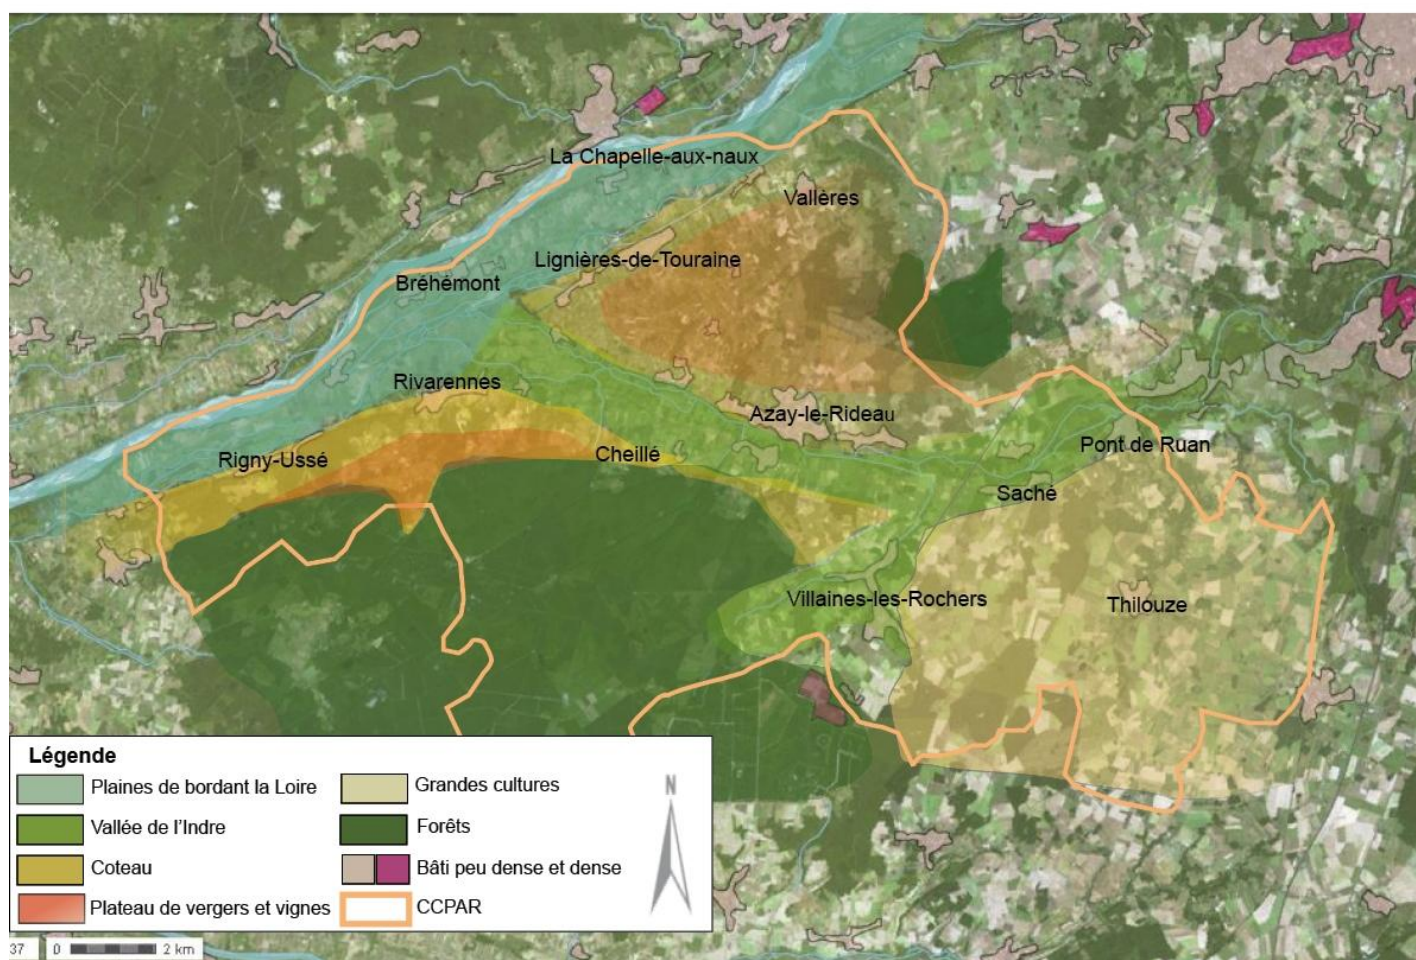 La Chapelle-aux-naux
Vallères
Lignières-de-Touraine
Bréhémont
Rivarennes
Azay-le-Rideau
Rigny-Ussé
Cheillé
Pont de Ruan
Saché
Villaines-les-Rochers
Thilouze
Légende
Plaines de bordant la Loire
Vallée de l'Indre
Coteau
Plateau de vergers et vignes
Grandes cultures
Forêts
Bâti peu dense et dense
CCPAR
N
37 0 2 km